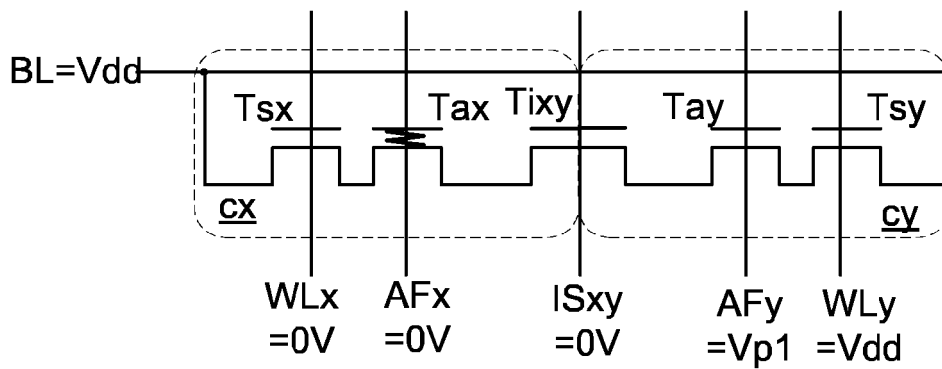 BL=Vdd
Tsx Tax Tixy Tay Tsy
cx cy
WLx AFx ISxy AFy WLy
=0V =0V =0V =Vp1 =Vdd